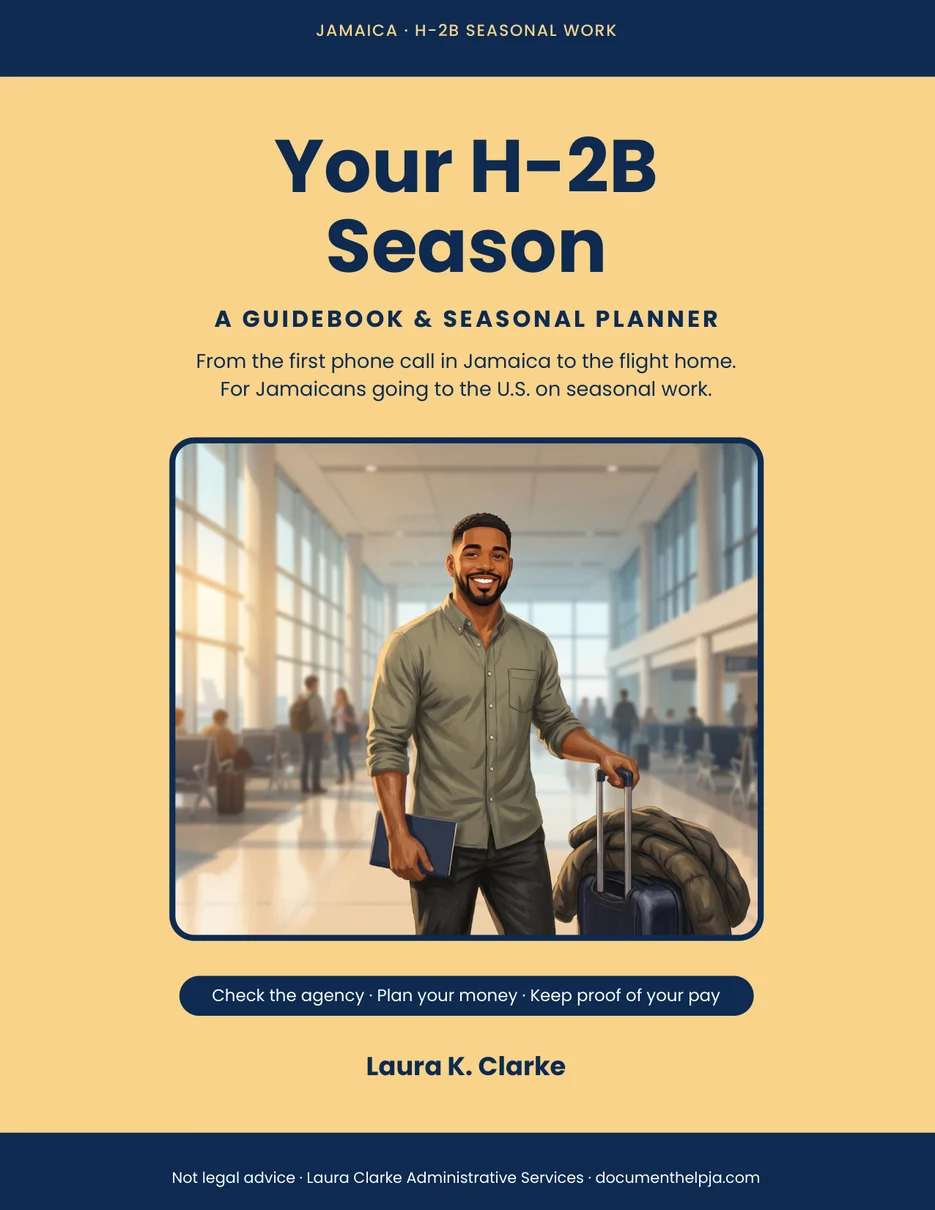 JAMAICA · H-2B SEASONAL WORK
Your H-2B
Season
A GUIDEBOOK & SEASONAL PLANNER
From the first phone call in Jamaica to the flight home.
For Jamaicans going to the U.S. on seasonal work.
Check the agency · Plan your money · Keep proof of your pay
Laura K. Clarke
Not legal advice · Laura Clarke Administrative Services · documenthelpja.com